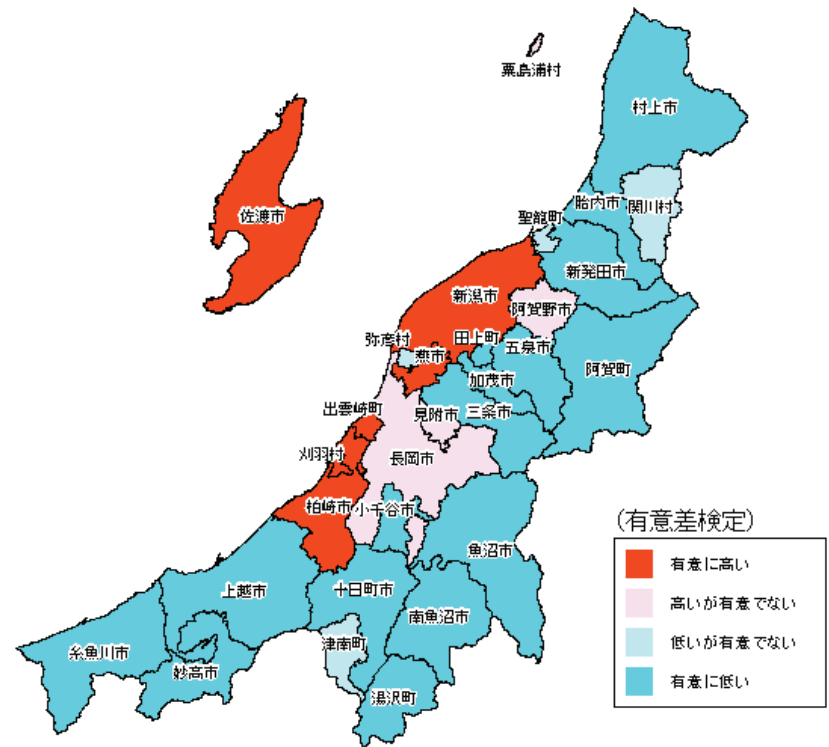 粟島浦村
村上市
佐渡市
胎内市
関川村
聖籠町
新発田市
新潟市
阿賀野市
弥彦村
田上町
燕市
五泉市
阿賀町
加茂市
出雲崎町
見附市
三条市
刈羽村
長岡市
柏崎市
小千谷市
魚沼市
上越市
十日町市
南魚沼市
津南町
糸魚川市
妙高市
湯沢町
(有意差検定)
有意に高い
高いが有意でない
低いが有意でない
有意に低い